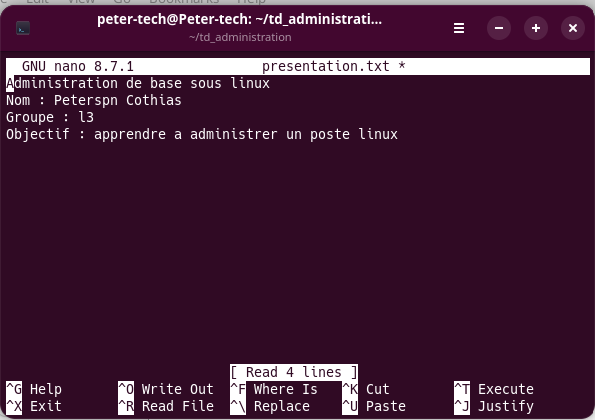 peter-tech@Peter-tech: ~/td_administrati...
~/td_administration
GNU nano 8.7.1 presentation.txt *
Administration de base sous linux
Nom : Peterspn Cothias
Groupe : l3
Objectif : apprendre a administrer un poste linux
[ Read 4 lines ]
^G Help ^O Write Out ^F Where Is ^K Cut ^T Execute
^X Exit ^R Read File ^\ Replace ^U Paste ^J Justify